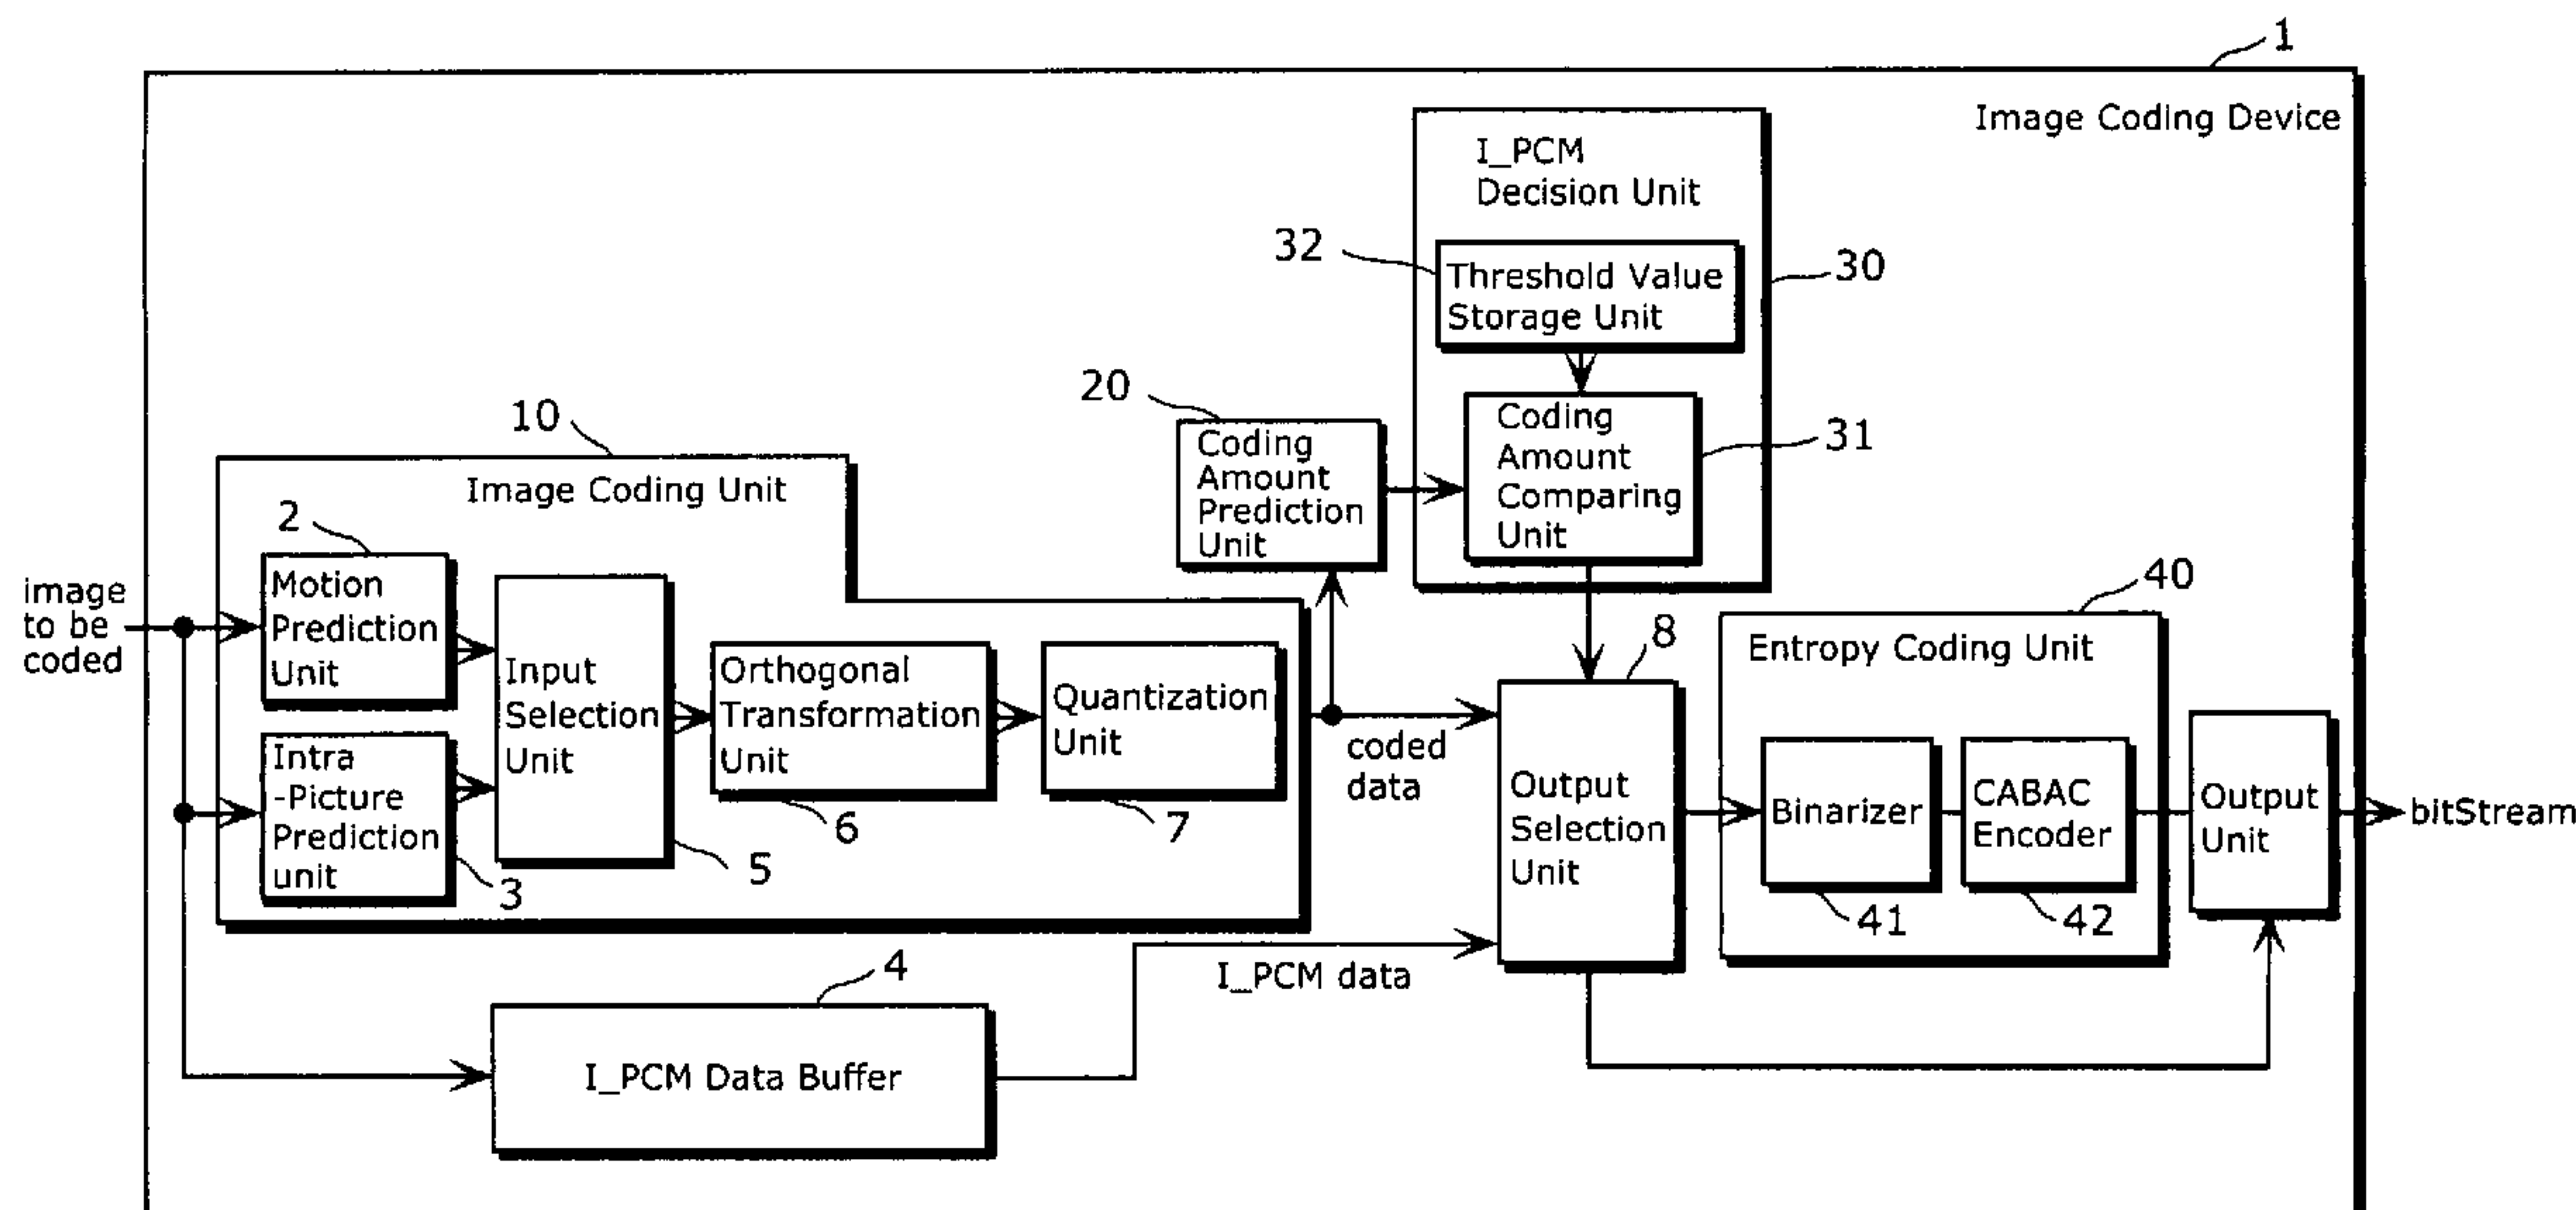 1
Image Coding Device
I_PCM
Decision Unit
32
Threshold Value
Storage Unit
30
20
Coding
Amount
Prediction
Unit
Coding
Amount
Comparing
Unit
31
10
Image Coding Unit
2
Motion
Prediction
Unit
image
to be
coded
Intra
-Picture
Prediction
unit
3
Input
Selection
Unit
5
Orthogonal
Transformation
Unit
6
Quantization
Unit
7
coded
data
8
Output
Selection
Unit
40
Entropy Coding Unit
Binarizer
41
CABAC
Encoder
42
Output
Unit
bitStream
4
I_PCM Data Buffer
I_PCM data